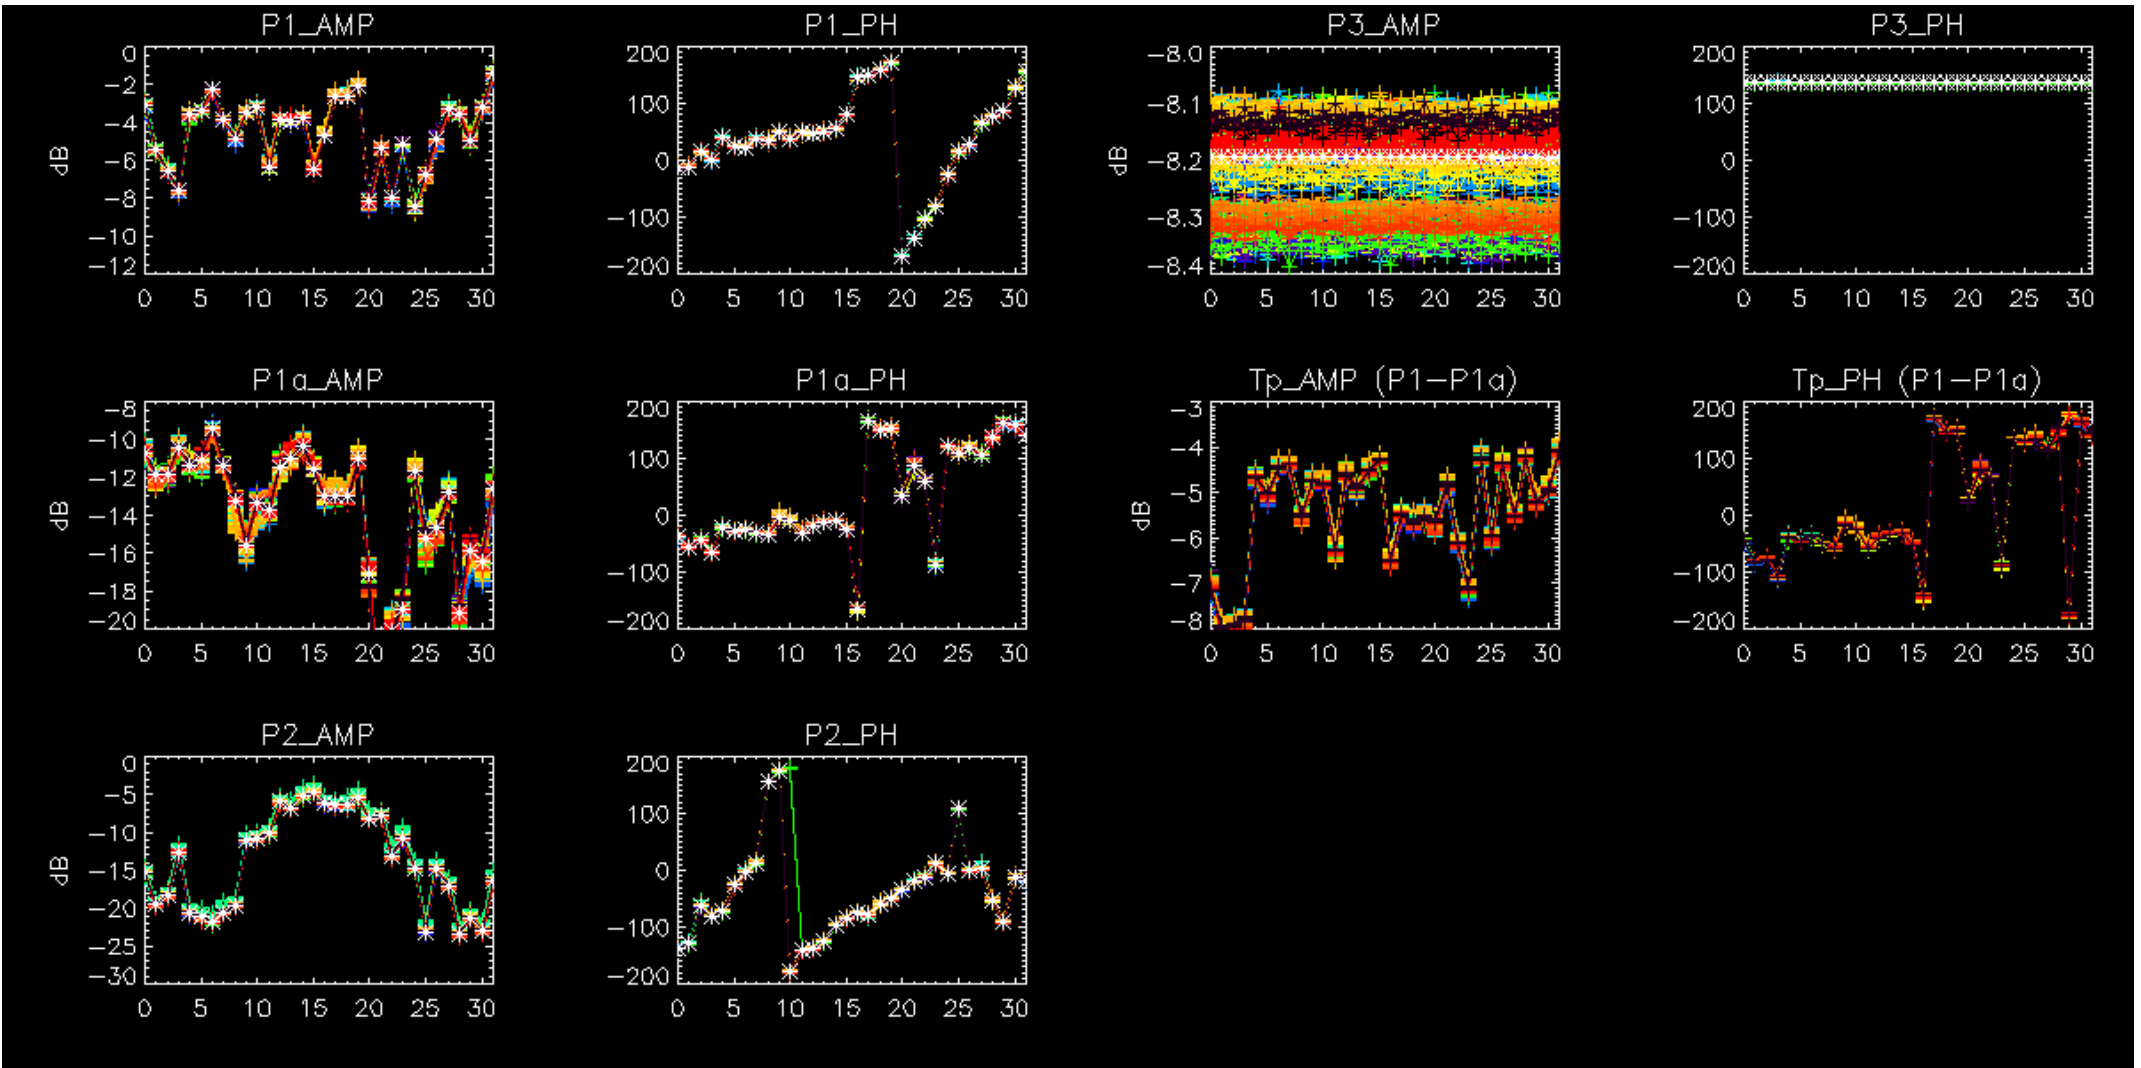 P1_AMP
P1_PH
P3_AMP
P3_PH
dB
0
−2
−4
−6
−8
−10
−12
0 5 10 15 20 25 30
200
100
0
−100
−200
0 5 10 15 20 25 30
dB
−8.0
−8.1
−8.2
−8.3
−8.4
0 5 10 15 20 25 30
200
100
0
−100
−200
0 5 10 15 20 25 30
P1a_AMP
P1a_PH
Tp_AMP (P1−P1a)
Tp_PH (P1−P1a)
dB
−8
−10
−12
−14
−16
−18
−20
0 5 10 15 20 25 30
200
100
0
−100
−200
0 5 10 15 20 25 30
dB
−3
−4
−5
−6
−7
−8
0 5 10 15 20 25 30
200
100
0
−100
−200
0 5 10 15 20 25 30
P2_AMP
P2_PH
dB
0
−5
−10
−15
−20
−25
−30
0 5 10 15 20 25 30
200
100
0
−100
−200
0 5 10 15 20 25 30